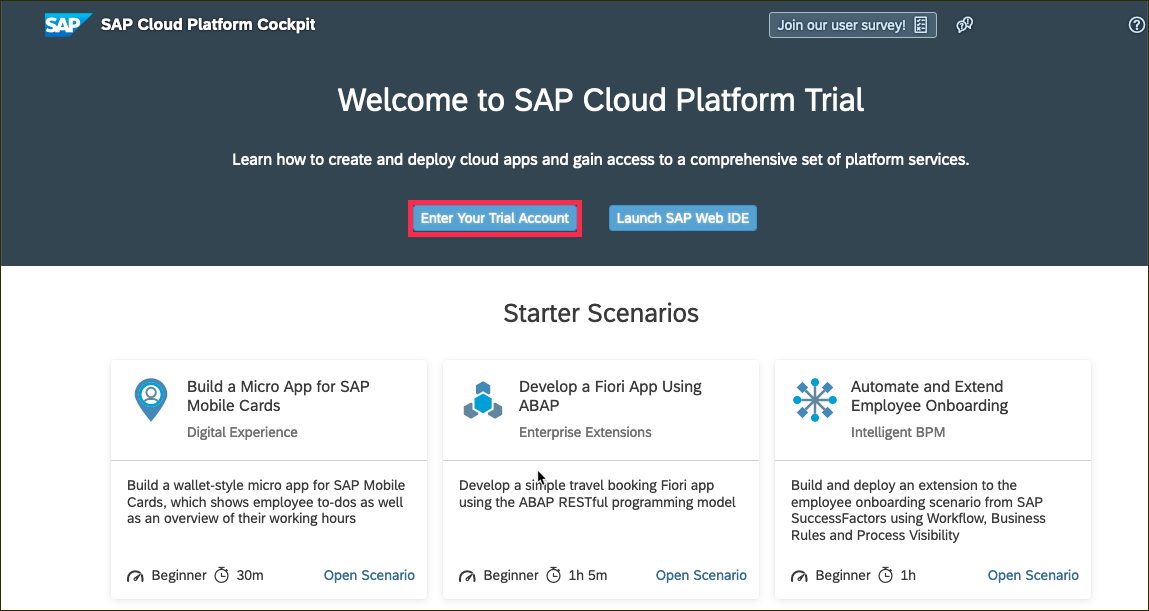 SAP SAP Cloud Platform Cockpit
Join our user survey!
Welcome to SAP Cloud Platform Trial
Learn how to create and deploy cloud apps and gain access to a comprehensive set of platform services.
Enter Your Trial Account
Launch SAP Web IDE
Starter Scenarios
Build a Micro App for SAP
Mobile Cards
Digital Experience
Build a wallet-style micro app for SAP Mobile
Cards, which shows employee to-dos as well
as an overview of their working hours
Beginner 30m Open Scenario
Develop a Fiori App Using
ABAP
Enterprise Extensions
Develop a simple travel booking Fiori app
using the ABAP RESTful programming model
Beginner 1h 5m Open Scenario
Automate and Extend
Employee Onboarding
Intelligent BPM
Build and deploy an extension to the
employee onboarding scenario from SAP
SuccessFactors using Workflow, Business
Rules and Process Visibility
Beginner 1h Open Scenario